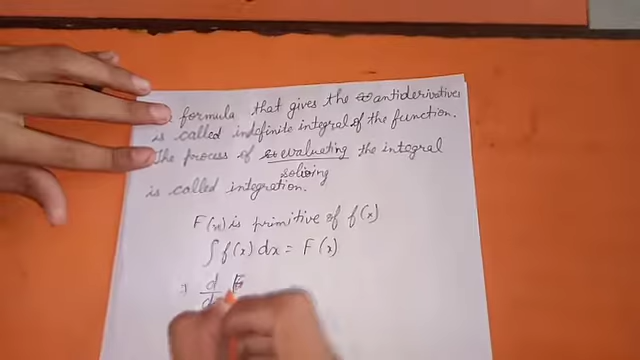 formula that gives the antiderivatives
is called indefinite integral of the function.
The process of evaluating the integral
solving
is called integration.
F(x) is primitive of f(x)
∫f(x) dx = F(x)
⇒ d F
d